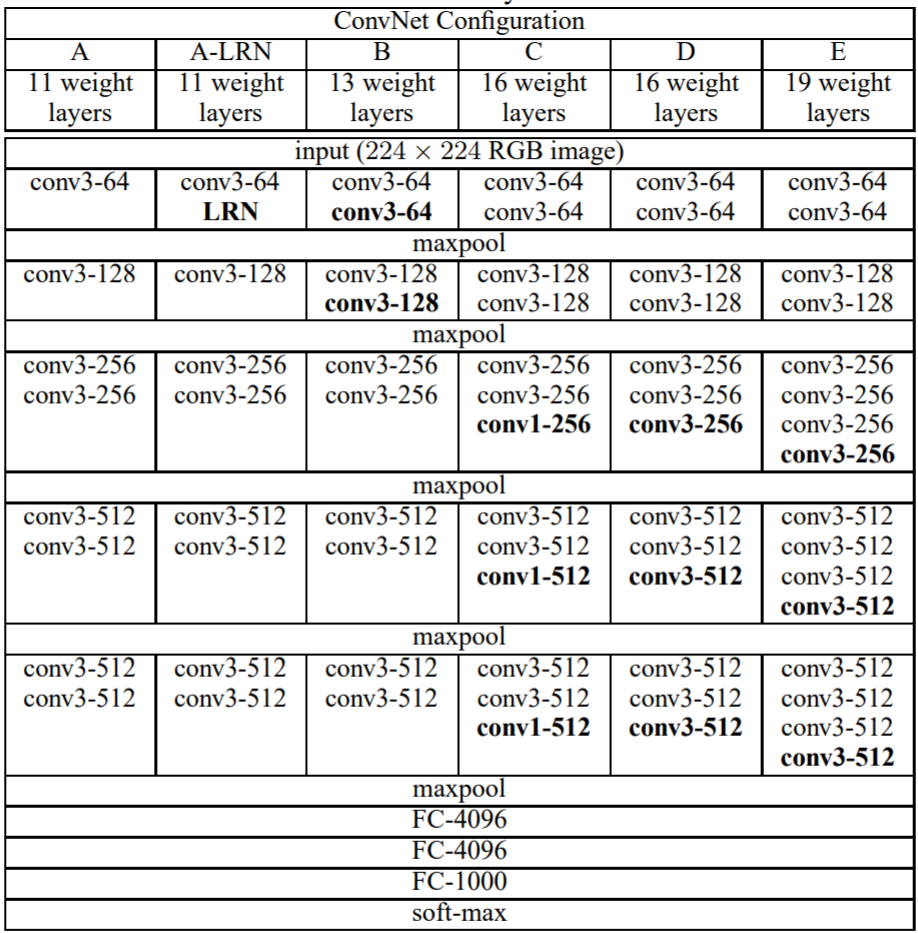 ConvNet Configuration
A A-LRN B C D E
11 weight 11 weight 13 weight 16 weight 16 weight 19 weight
layers layers layers layers layers layers
input (224 × 224 RGB image)
conv3-64 conv3-64 conv3-64 conv3-64 conv3-64 conv3-64
LRN conv3-64 conv3-64 conv3-64 conv3-64
maxpool
conv3-128 conv3-128 conv3-128 conv3-128 conv3-128 conv3-128
conv3-128 conv3-128 conv3-128 conv3-128
maxpool
conv3-256 conv3-256 conv3-256 conv3-256 conv3-256 conv3-256
conv3-256 conv3-256 conv3-256 conv3-256 conv3-256 conv3-256
conv1-256 conv3-256 conv3-256
conv3-256
maxpool
conv3-512 conv3-512 conv3-512 conv3-512 conv3-512 conv3-512
conv3-512 conv3-512 conv3-512 conv3-512 conv3-512 conv3-512
conv1-512 conv3-512 conv3-512
conv3-512
maxpool
conv3-512 conv3-512 conv3-512 conv3-512 conv3-512 conv3-512
conv3-512 conv3-512 conv3-512 conv3-512 conv3-512 conv3-512
conv1-512 conv3-512 conv3-512
conv3-512
maxpool
FC-4096
FC-4096
FC-1000
soft-max